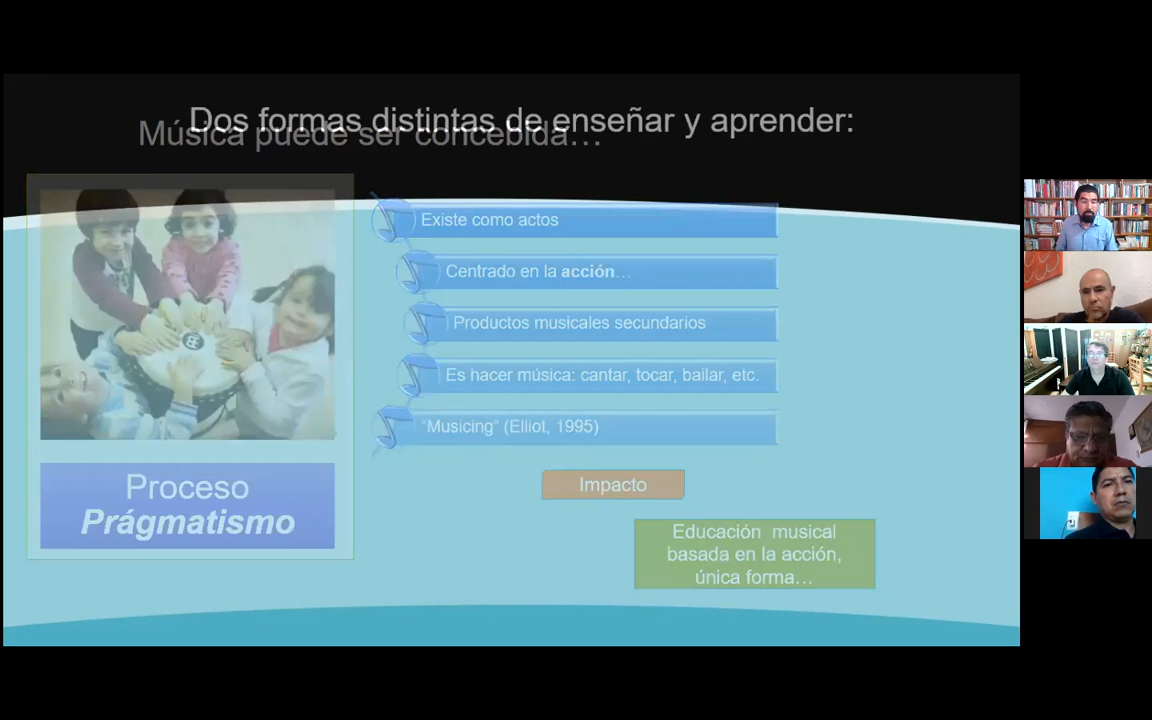 Dos formas distintas de enseñar y aprender:
Música puede ser concebida…
Existe como actos
Centrado en la acción…
Productos musicales secundarios
Es hacer música: cantar, tocar, bailar, etc.
“Musicing“ (Elliot, 1995)
Proceso
Prágmatismo
Impacto
Educación musical
basada en la acción,
única forma…